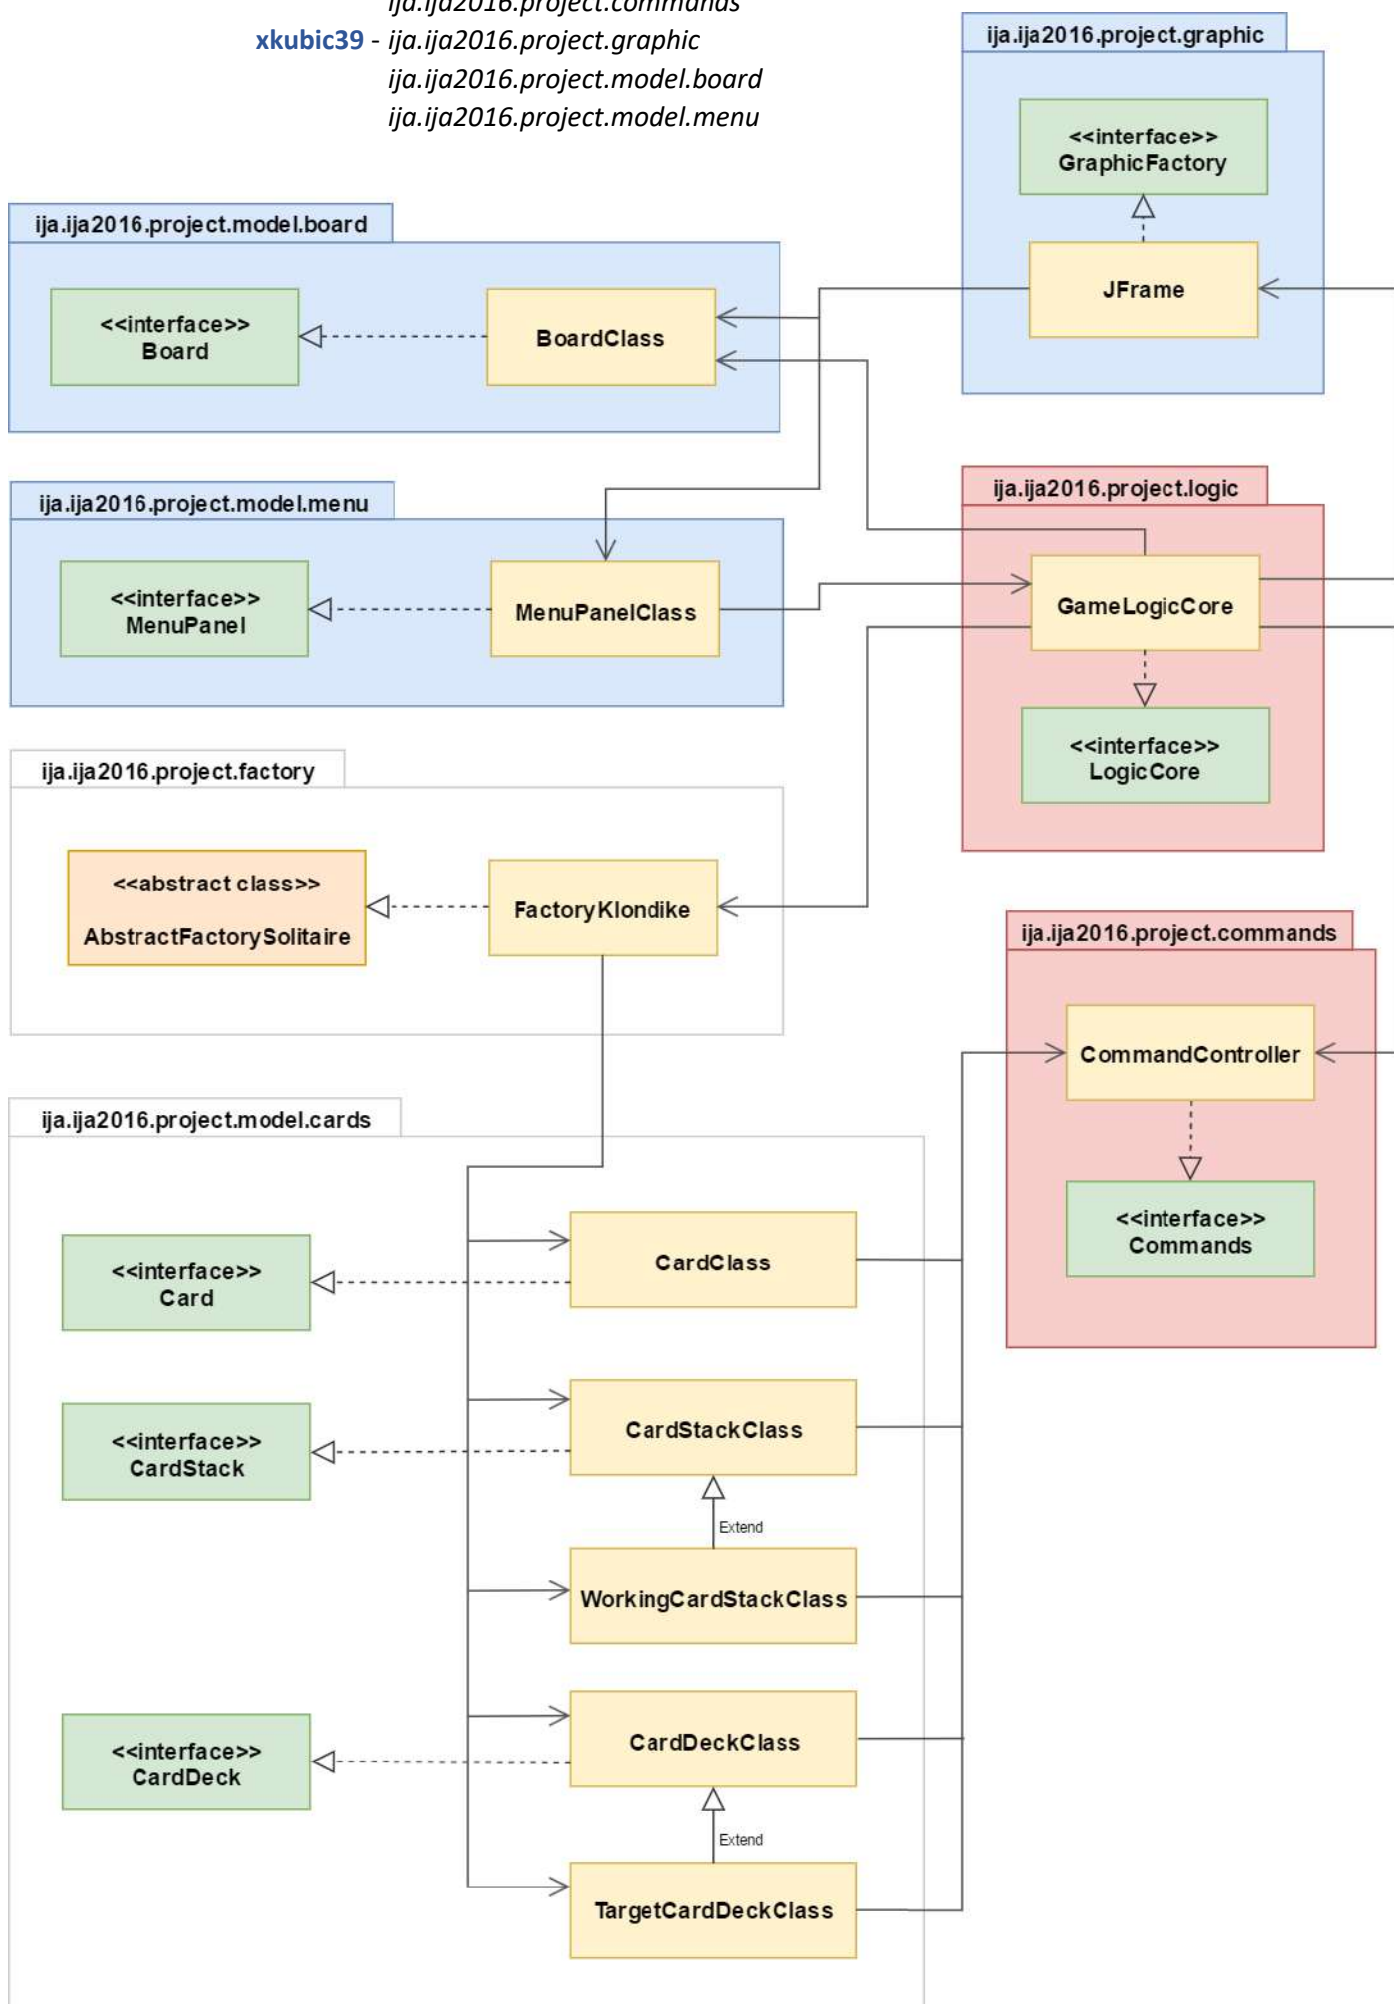 ija.ija2016.project.commands
xkubic39 - ija.ija2016.project.graphic
ija.ija2016.project.model.board
ija.ija2016.project.model.menu
ija.ija2016.project.graphic
<<interface>>
GraphicFactory
JFrame
ija.ija2016.project.model.board
<<interface>>
Board
BoardClass
ija.ija2016.project.model.menu
<<interface>>
MenuPanel
MenuPanelClass
ija.ija2016.project.logic
GameLogicCore
<<interface>>
LogicCore
ija.ija2016.project.factory
<<abstract class>>
AbstractFactorySolitaire
FactoryKlondike
ija.ija2016.project.commands
CommandController
<<interface>>
Commands
ija.ija2016.project.model.cards
<<interface>>
Card
CardClass
<<interface>>
CardStack
CardStackClass
Extend
WorkingCardStackClass
<<interface>>
CardDeck
CardDeckClass
Extend
TargetCardDeckClass